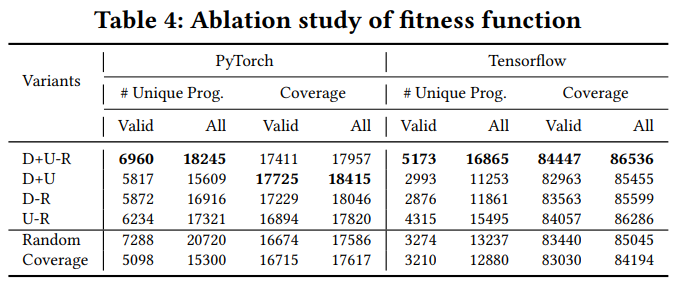 Table 4: Ablation study of fitness function
Variants PyTorch Tensorflow
# Unique Prog. Coverage # Unique Prog. Coverage
Valid All Valid All Valid All Valid All
D+U-R 6960 18245 17411 17957 5173 16865 84447 86536
D+U 5817 15609 17725 18415 2993 11253 82963 85455
D-R 5872 16916 17229 18046 2876 11861 83563 85599
U-R 6234 17321 16894 17820 4315 15495 84057 86286
Random 7288 20720 16674 17586 3274 13237 83440 85045
Coverage 5098 15300 16715 17617 3210 12880 83030 84194